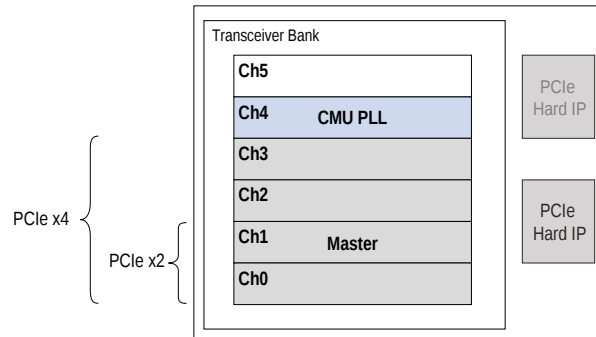 Transceiver Bank
Ch5
Ch4 CMU PLL
Ch3
Ch2
Ch1 Master
Ch0
PCIe x4
PCIe x2
PCIe
Hard IP
PCIe
Hard IP